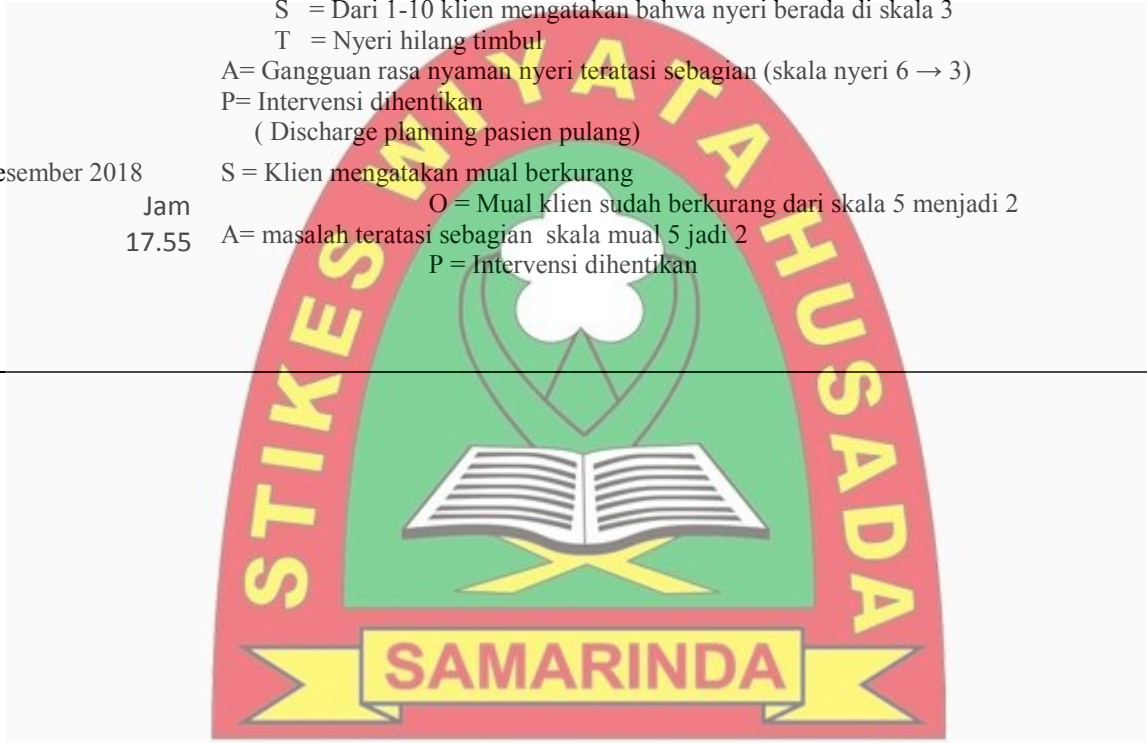 S = Dari 1-10 klien mengatakan bahwa nyeri berada di skala 3
T = Nyeri hilang timbul
A= Gangguan rasa nyaman nyeri teratasi sebagian (skala nyeri 6 → 3)
P= Intervensi dihentikan
( Discharge planning pasien pulang)
esember 2018 S = Klien mengatakan mual berkurang
Jam O = Mual klien sudah berkurang dari skala 5 menjadi 2
17.55 A= masalah teratasi sebagian skala mual 5 jadi 2
P = Intervensi dihentikan
STIKES WIYATA HUSADA
SAMARINDA